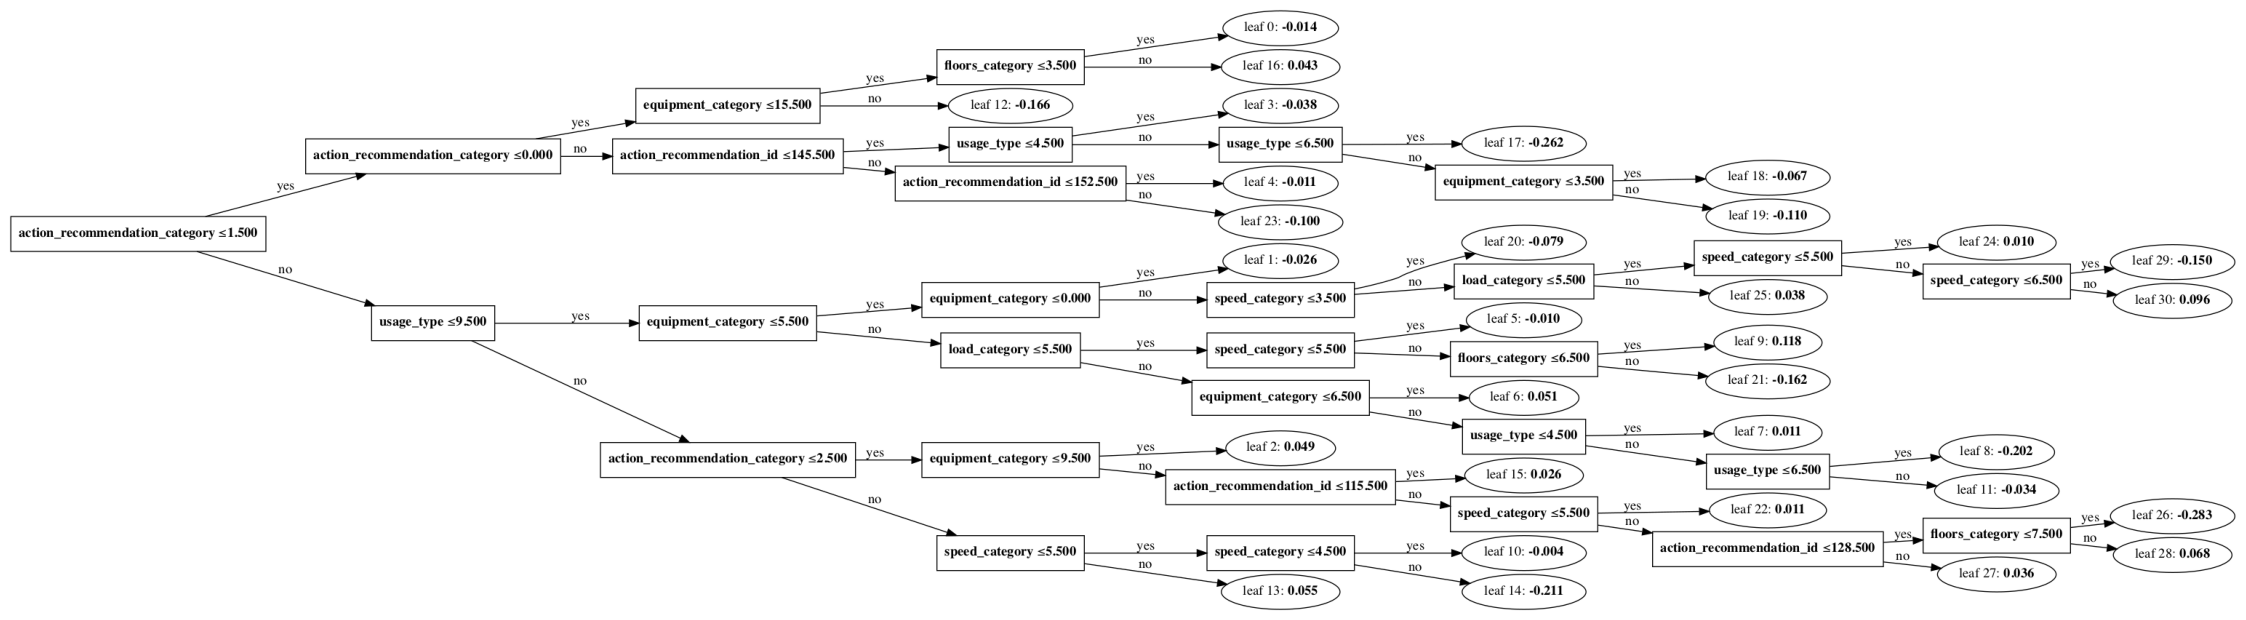 yes
leaf 0: -0.014
floors_category ≤3.500
no
leaf 16: 0.043
yes
equipment_category ≤15.500
no
leaf 12: -0.166
yes
leaf 3: -0.038
yes
action_recommendation_category ≤0.000
no
action_recommendation_id ≤145.500
yes
usage_type ≤4.500
no
usage_type ≤6.500
yes
leaf 17: -0.262
no
equipment_category ≤3.500
yes
leaf 18: -0.067
no
leaf 19: -0.110
no
action_recommendation_id ≤152.500
yes
leaf 4: -0.011
no
leaf 23: -0.100
yes
action_recommendation_category ≤1.500
no
usage_type ≤9.500
yes
equipment_category ≤5.500
yes
equipment_category ≤0.000
yes
leaf 1: -0.026
no
speed_category ≤3.500
yes
leaf 20: -0.079
no
load_category ≤5.500
yes
speed_category ≤5.500
yes
leaf 24: 0.010
no
speed_category ≤6.500
yes
leaf 29: -0.150
no
leaf 30: 0.096
no
leaf 25: 0.038
no
load_category ≤5.500
yes
speed_category ≤5.500
yes
leaf 5: -0.010
no
floors_category ≤6.500
yes
leaf 9: 0.118
no
leaf 21: -0.162
no
equipment_category ≤6.500
yes
leaf 6: 0.051
no
usage_type ≤4.500
yes
leaf 7: 0.011
no
usage_type ≤6.500
yes
leaf 8: -0.202
no
leaf 11: -0.034
no
action_recommendation_category ≤2.500
yes
equipment_category ≤9.500
yes
leaf 2: 0.049
no
action_recommendation_id ≤115.500
yes
leaf 15: 0.026
no
speed_category ≤5.500
yes
leaf 22: 0.011
no
action_recommendation_id ≤128.500
yes
floors_category ≤7.500
yes
leaf 26: -0.283
no
leaf 28: 0.068
no
leaf 27: 0.036
no
speed_category ≤5.500
yes
speed_category ≤4.500
yes
leaf 10: -0.004
no
leaf 14: -0.211
no
leaf 13: 0.055